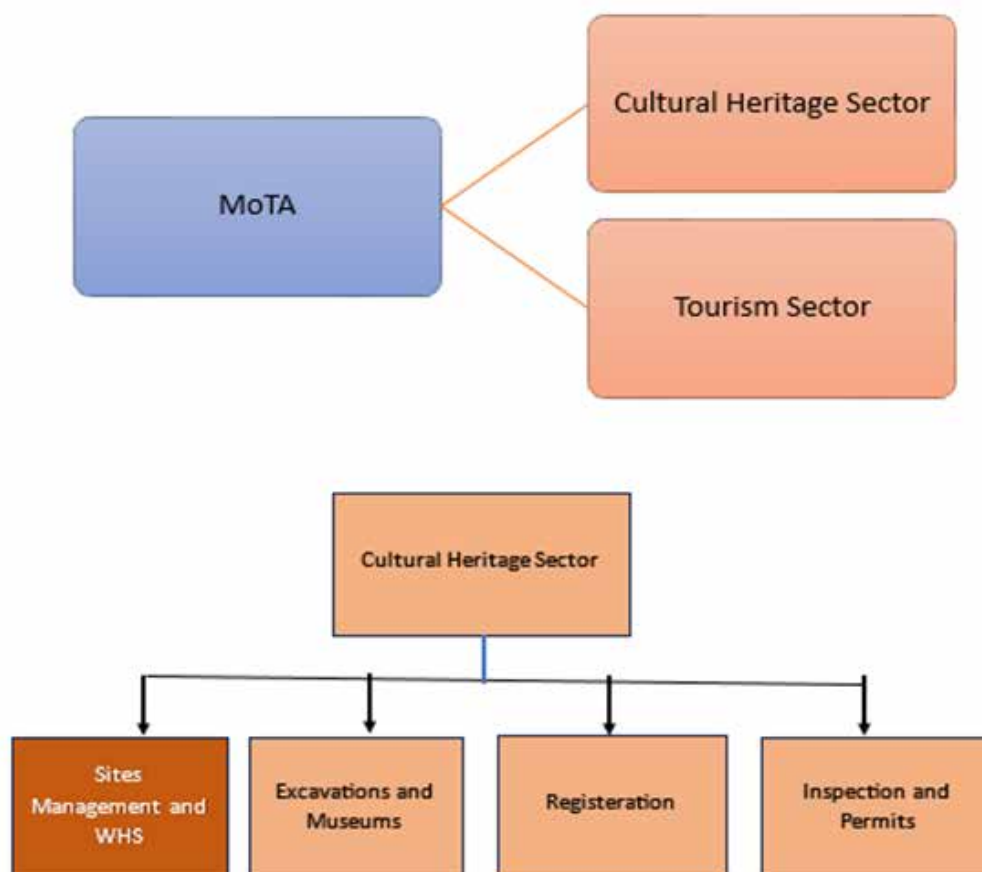 Cultural Heritage Sector
MoTA
Tourism Sector
Cultural Heritage Sector
Sites
Management and
WHS
Excavations and
Museums
Registeration
Inspection and
Permits